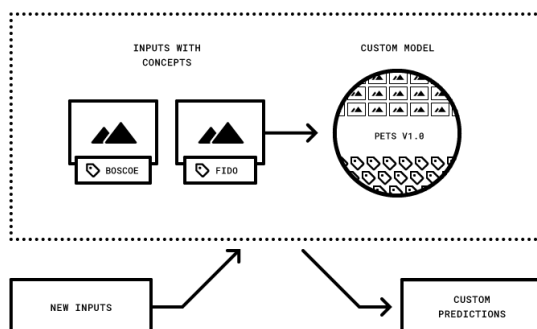 INPUTS WITH
CONCEPTS
CUSTOM MODEL
PETS V1.0
BOSCOE
FIDO
NEW INPUTS
CUSTOM
PREDICTIONS